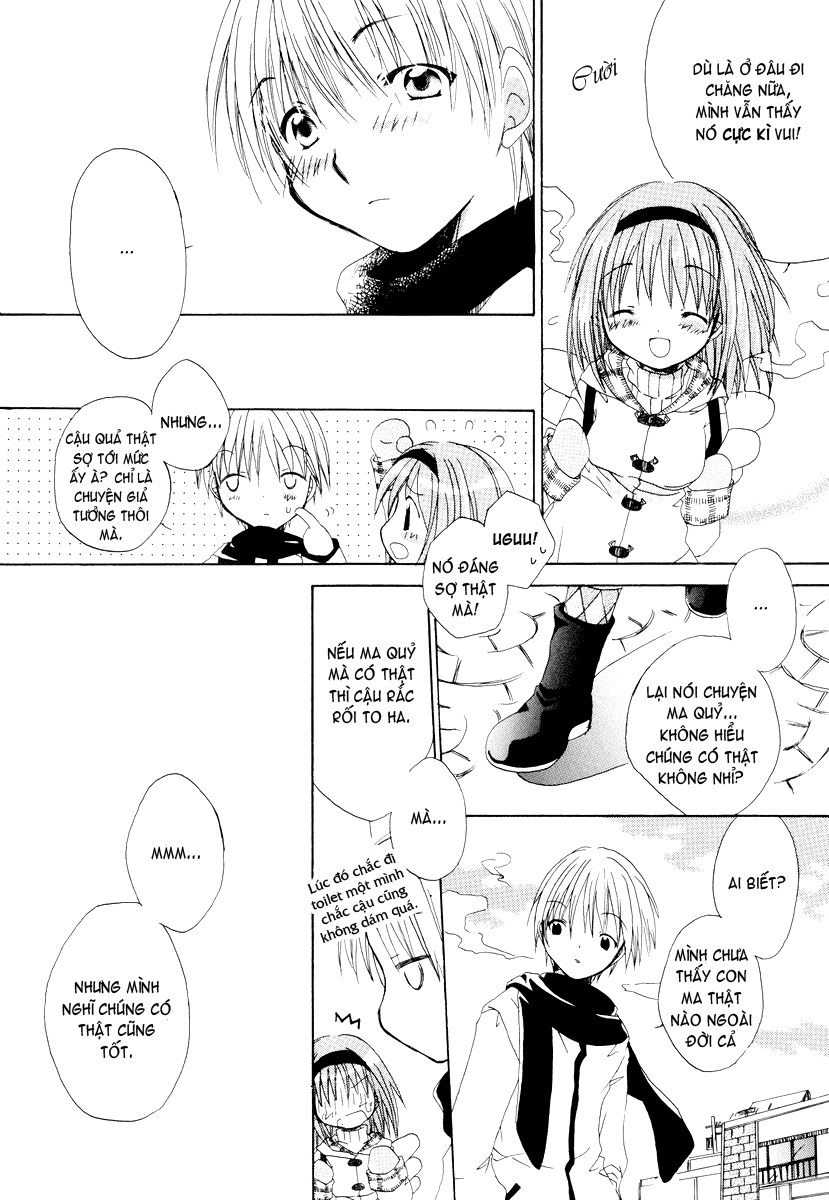 DÙ LÀ Ở ĐÂU ĐI
CHĂNG NỮA,
MÌNH VẪN THẤY
NÓ CỰC KÌ VUI!
Cười
...
NHƯNG...
CẬU QUẢ THẬT
SỢ TỚI MỨC
ẤY À? CHỈ LÀ
CHUYỆN GIẢ
TƯỞNG THÔI
MÀ.
UGUU!
NÓ ĐÁNG
SỢ THẬT
MÀ!
...
LẠI NÓI CHUYỆN
MA QUỶ...
KHÔNG HIỂU
CHÚNG CÓ THẬT
KHÔNG NHỈ?
AI BIẾT?
MÌNH CHƯA
THẤY CON
MA THẬT
NÀO NGOÀI
ĐỜI CẢ
NẾU MA QUỶ
MÀ CÓ THẬT
THÌ CẬU RẮC
RỐI TO HA.
MÀ...
Lúc đó chắc đi
toilet một mình
chắc cậu cũng
không dám quá.
MMM...
NHƯNG MÌNH
NGHĨ CHÚNG CÓ
THẬT CŨNG
TỐT.